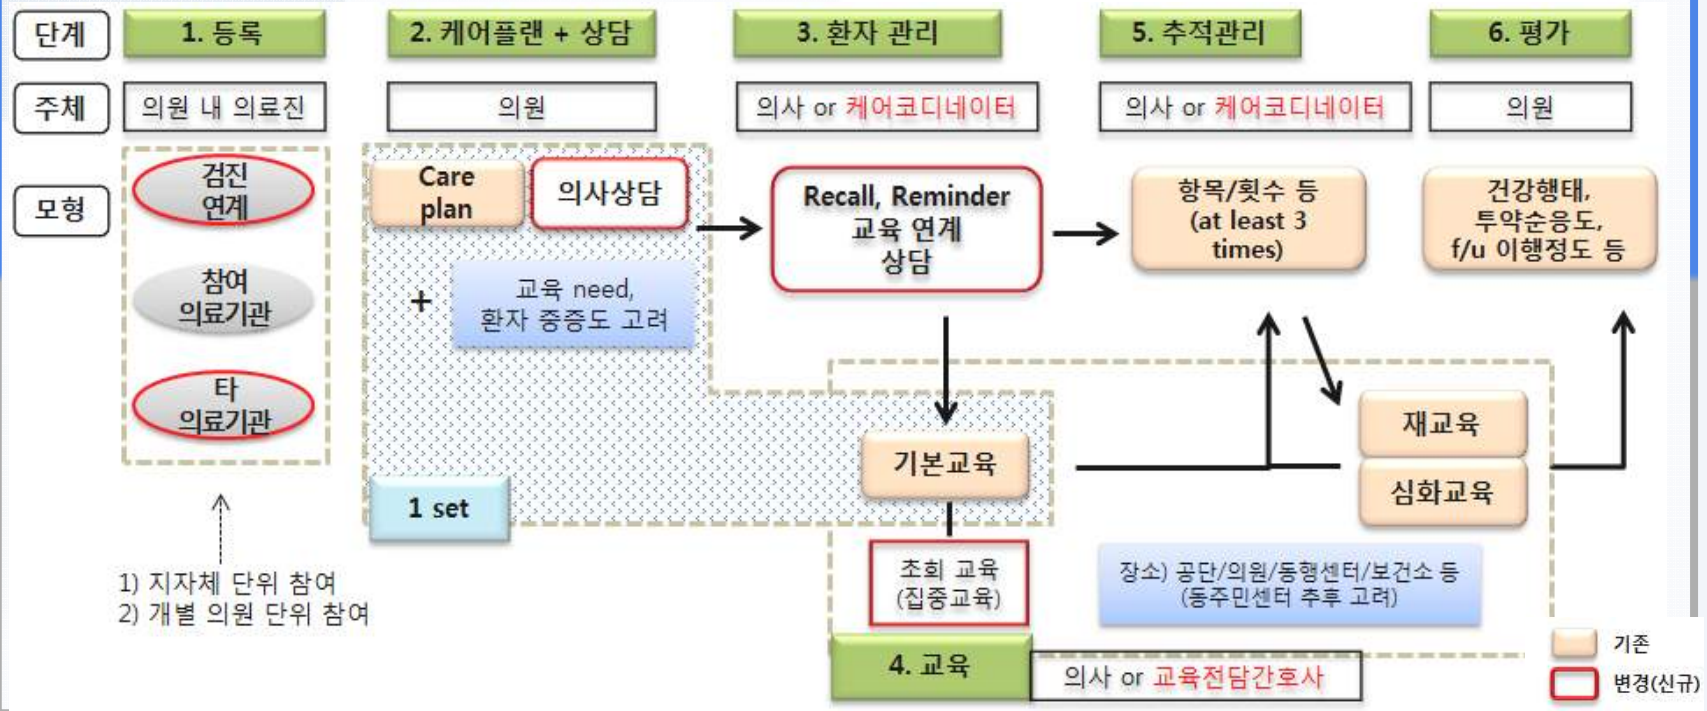 단계
1. 등록
2. 케어플랜 + 상담
3. 환자 관리
5. 추적관리
6. 평가
주체
의원 내 의료진
의원
의사 or 케어코디네이터
의사 or 케어코디네이터
의원
모형
검진
연계
참여
의료기관
타
의료기관
1) 지자체 단위 참여
2) 개별 의원 단위 참여
Care
plan
의사상담
+
교육 need,
환자 중증도 고려
1 set
Recall, Reminder
교육 연계
상담
항목/횟수 등
(at least 3
times)
건강행태,
투약순응도,
f/u 이행정도 등
기본교육
재교육
심화교육
초회 교육
(집중교육)
장소) 공단/의원/동행센터/보건소 등
(동주민센터 추후 고려)
4. 교육
의사 or 교육전담간호사
기존
변경(신규)